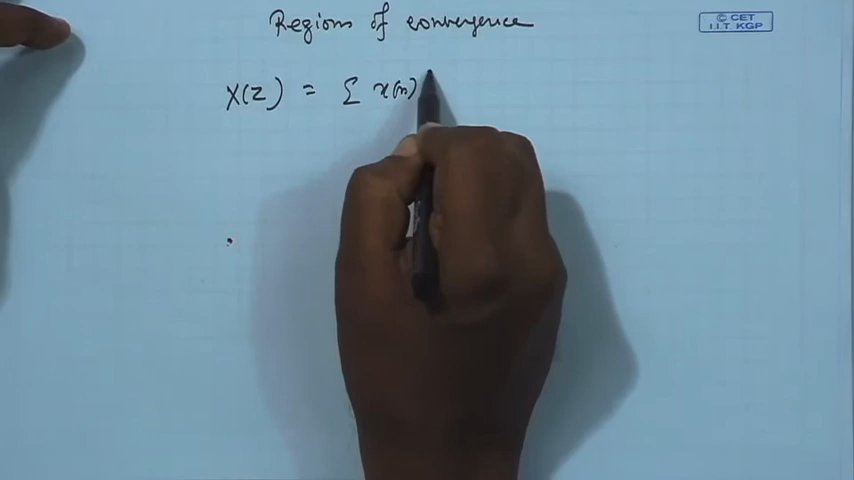 Regions of convergence
© CET
I.I.T. KGP
X(z) = Σ x(n)